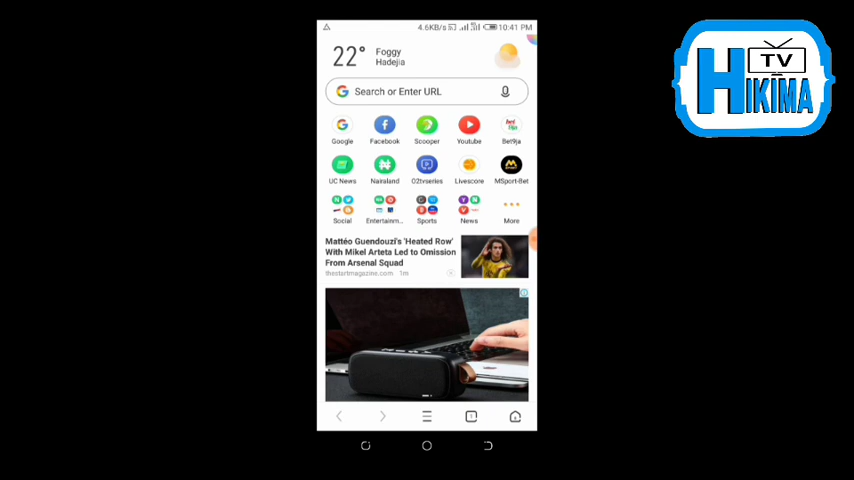 4.6KB/s 10:41 PM
22° Foggy
Hadejia
Search or Enter URL
Google Facebook Scooper Youtube Bet9ja
UC News Nairaland O2tvseries Livescore MSport-Bet
Social Entertainm... Sports News More
Mattéo Guendouzi's 'Heated Row'
With Mikel Arteta Led to Omission
From Arsenal Squad
thestartmagazine.com 1m
TV
HIKIMA